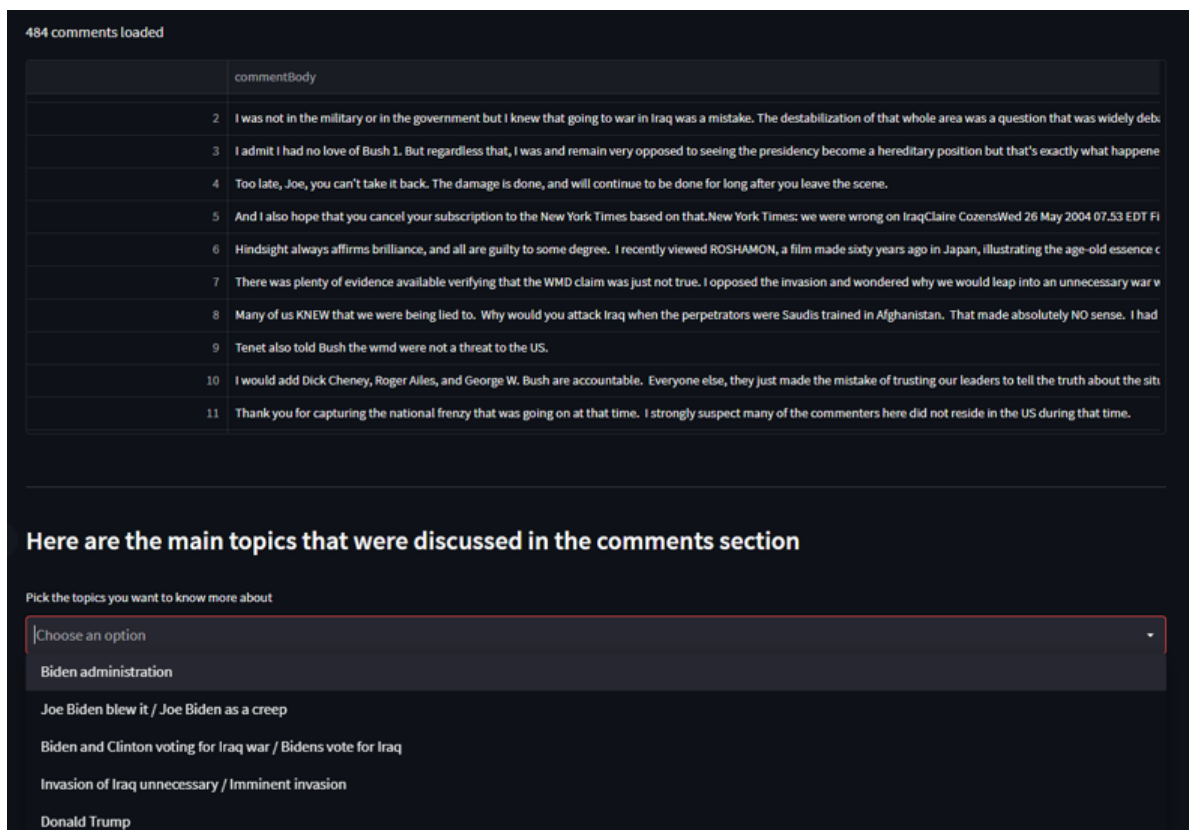 484 comments loaded
commentBody
2 I was not in the military or in the government but I knew that going to war in Iraq was a mistake. The destabilization of that whole area was a question that was widely deb
3 I admit I had no love of Bush 1. But regardless that, I was and remain very opposed to seeing the presidency become a hereditary position but that's exactly what happene
4 Too late, Joe, you can't take it back. The damage is done, and will continue to be done for long after you leave the scene.
5 And I also hope that you cancel your subscription to the New York Times based on that.New York Times: we were wrong on IraqClaire CozensWed 26 May 2004 07.53 EDT Fi
6 Hindsight always affirms brilliance, and all are guilty to some degree. I recently viewed ROSHAMON, a film made sixty years ago in Japan, illustrating the age-old essence c
7 There was plenty of evidence available verifying that the WMD claim was just not true. I opposed the invasion and wondered why we would leap into an unnecessary war w
8 Many of us KNEW that we were being lied to. Why would you attack Iraq when the perpetrators were Saudis trained in Afghanistan. That made absolutely NO sense. I had
9 Tenet also told Bush the wmd were not a threat to the US.
10 I would add Dick Cheney, Roger Ailes, and George W. Bush are accountable. Everyone else, they just made the mistake of trusting our leaders to tell the truth about the situ
11 Thank you for capturing the national frenzy that was going on at that time. I strongly suspect many of the commenters here did not reside in the US during that time.
Here are the main topics that were discussed in the comments section
Pick the topics you want to know more about
Choose an option
Biden administration
Joe Biden blew it / Joe Biden as a creep
Biden and Clinton voting for Iraq war / Bidens vote for Iraq
Invasion of Iraq unnecessary / Imminent invasion
Donald Trump